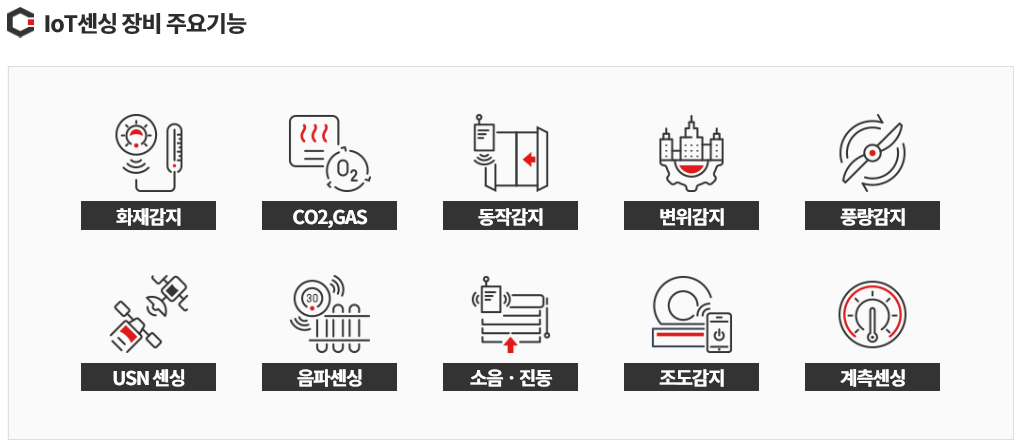 IoT센싱 장비 주요기능
O2
화재감지
CO2,GAS
동작감지
변위감지
풍량감지
30
USN 센싱
음파센싱
소음 · 진동
조도감지
계측센싱